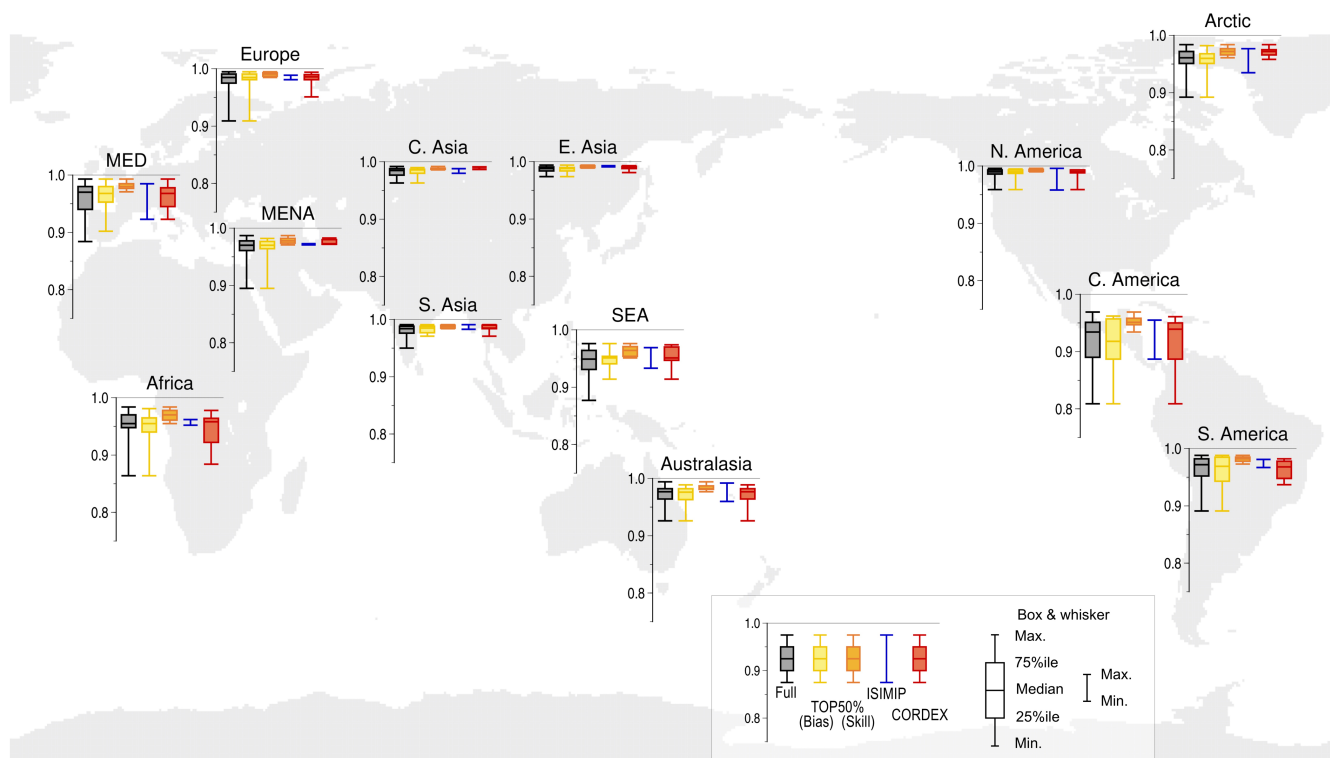 Arctic
1.0
0.9
0.8
Europe
1.0
0.9
0.8
C. Asia
1.0
0.9
0.8
E. Asia
1.0
0.9
0.8
N. America
1.0
0.9
0.8
MED
1.0
0.9
0.8
MENA
1.0
0.9
0.8
C. America
1.0
0.9
0.8
S. Asia
1.0
0.9
0.8
SEA
1.0
0.9
0.8
Africa
1.0
0.9
0.8
S. America
1.0
0.9
0.8
Australasia
1.0
0.9
0.8
1.0
0.9
0.8
Full
TOP50%
(Bias) (Skill)
ISIMIP
CORDEX
Box & whisker
Max.
75%ile
Median
25%ile
Min.
Max.
Min.